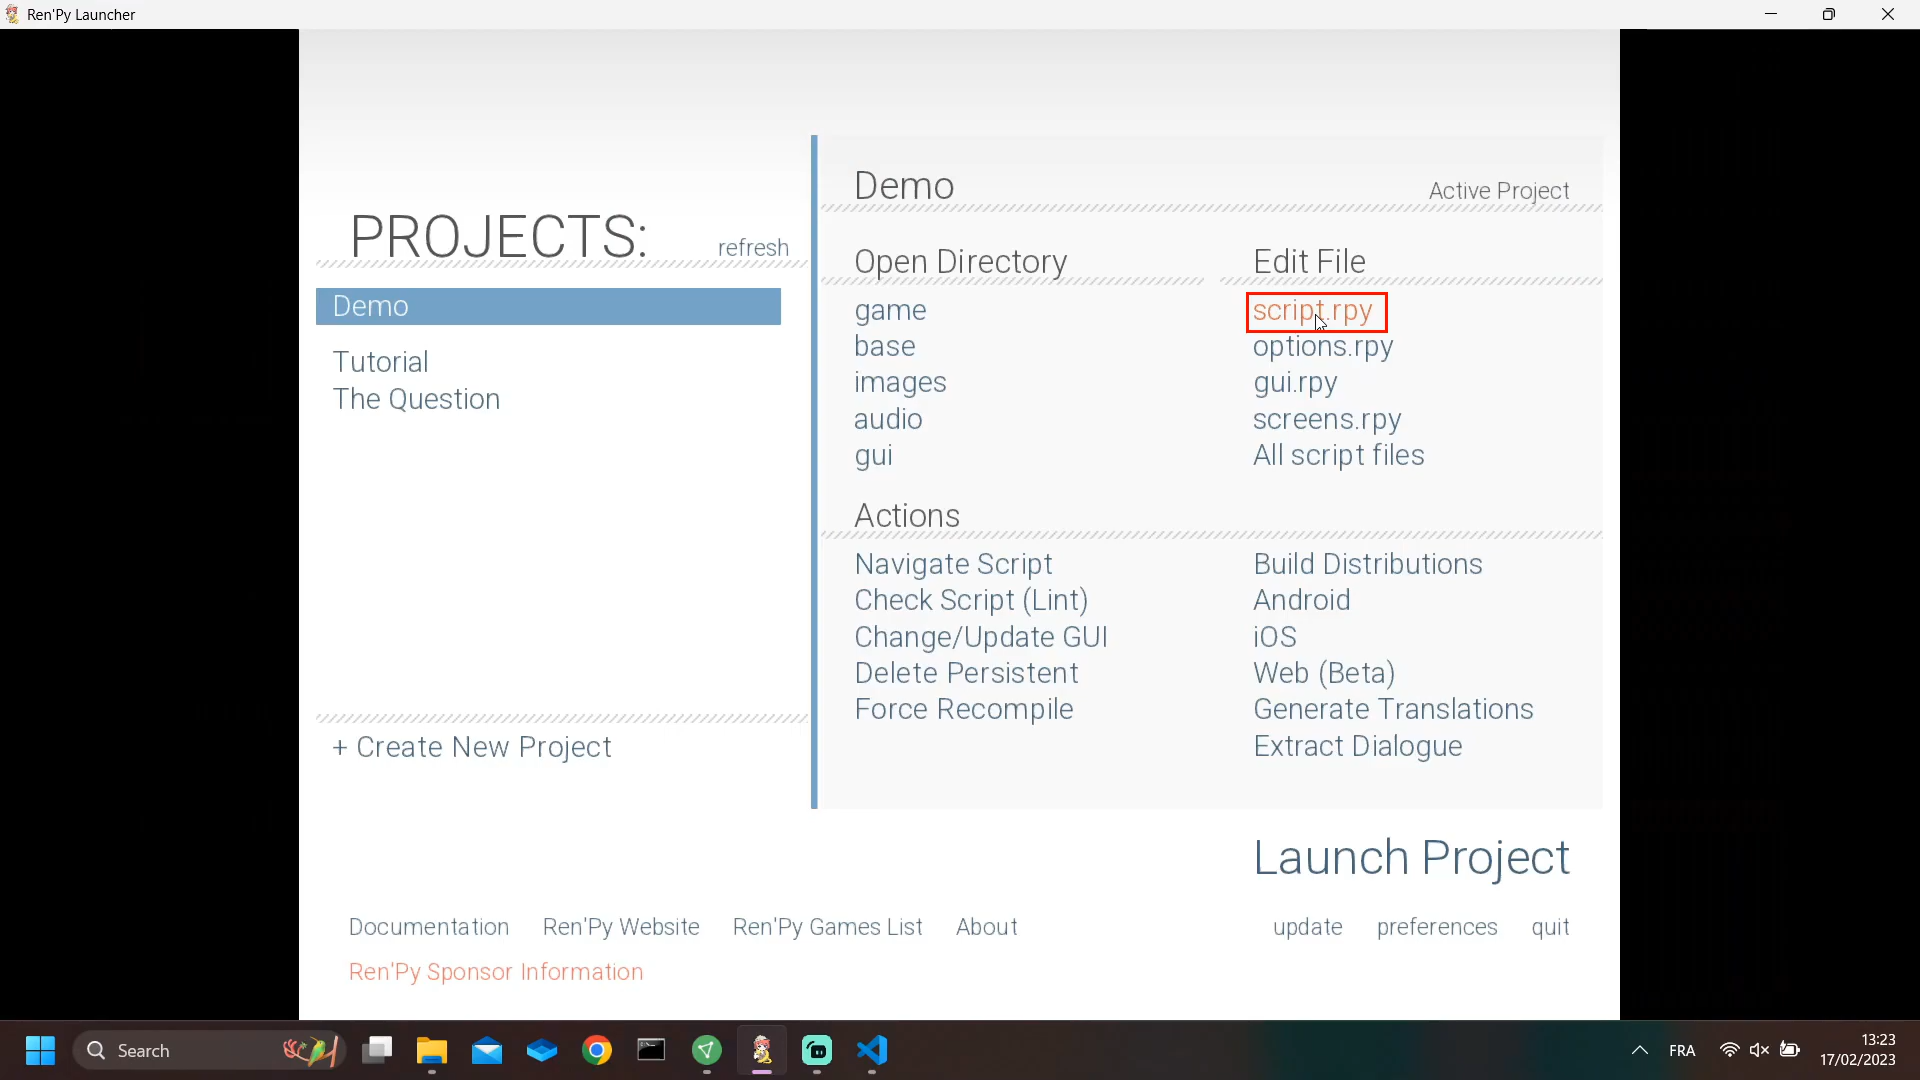 Ren'Py Launcher
PROJECTS:
refresh
Demo
Tutorial
The Question
+ Create New Project
Demo
Active Project
Open Directory
game
base
images
audio
gui
Edit File
script.rpy
options.rpy
gui.rpy
screens.rpy
All script files
Actions
Navigate Script
Check Script (Lint)
Change/Update GUI
Delete Persistent
Force Recompile
Build Distributions
Android
iOS
Web (Beta)
Generate Translations
Extract Dialogue
Launch Project
Documentation Ren'Py Website Ren'Py Games List About
update preferences quit
Ren'Py Sponsor Information
Search
FRA
13:23
17/02/2023